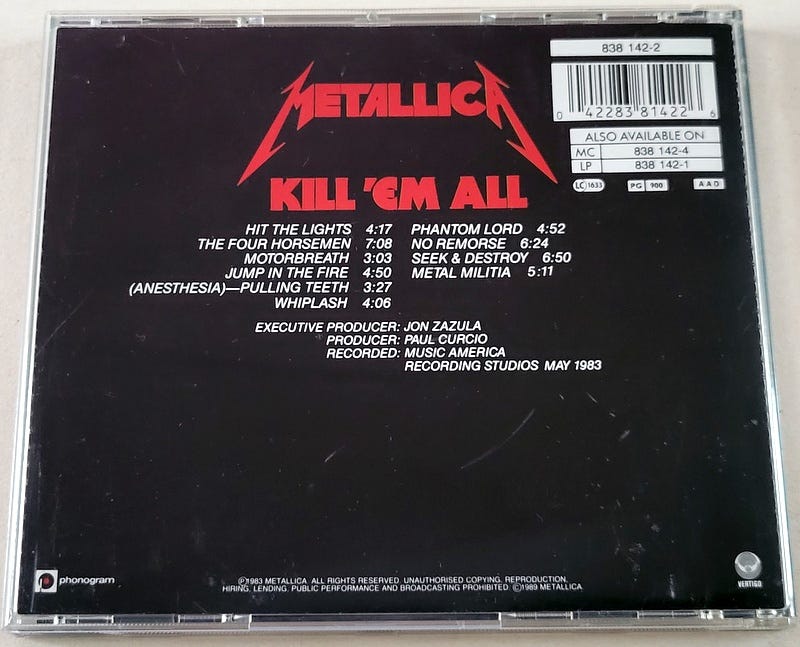 838 142-2
0 42283 81422 6
ALSO AVAILABLE ON
MC 838 142-4
LP 838 142-1
LC 1633 PG 900 AAD
METALLICA
KILL 'EM ALL
HIT THE LIGHTS 4:17
THE FOUR HORSEMEN 7:08
MOTORBREATH 3:03
JUMP IN THE FIRE 4:50
(ANESTHESIA)—PULLING TEETH 3:27
WHIPLASH 4:06
PHANTOM LORD 4:52
NO REMORSE 6:24
SEEK & DESTROY 6:50
METAL MILITIA 5:11
EXECUTIVE PRODUCER: JON ZAZULA
PRODUCER: PAUL CURCIO
RECORDED: MUSIC AMERICA
RECORDING STUDIOS MAY 1983
phonogram
Ⓟ1983 METALLICA. ALL RIGHTS RESERVED. UNAUTHORISED COPYING, REPRODUCTION,
HIRING, LENDING, PUBLIC PERFORMANCE AND BROADCASTING PROHIBITED. ©1989 METALLICA.
VERTIGO